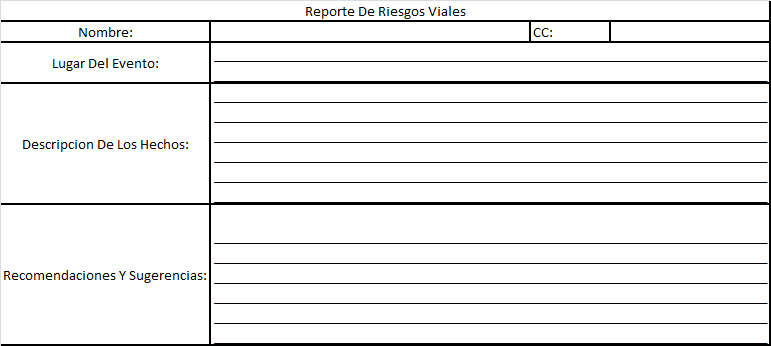 Reporte De Riesgos Viales
Nombre: CC:
Lugar Del Evento:
Descripcion De Los Hechos:
Recomendaciones Y Sugerencias: